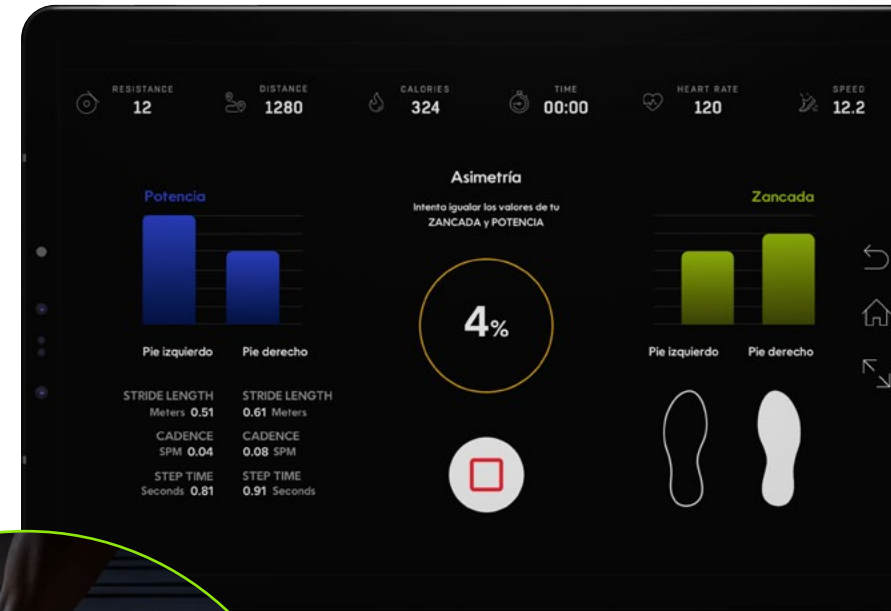 RESISTANCE
12
DISTANCE
1280
CALORIES
324
TIME
00:00
HEART RATE
120
SPEED
12.2
Potencia
Pie izquierdo Pie derecho
STRIDE LENGTH
Meters 0.51
STRIDE LENGTH
0.61 Meters
CADENCE
SPM 0.04
CADENCE
0.08 SPM
STEP TIME
Seconds 0.81
STEP TIME
0.91 Seconds
Asimetría
Intenta igualar los valores de tu
ZANCADA y POTENCIA
4%
Zancada
Pie izquierdo Pie derecho